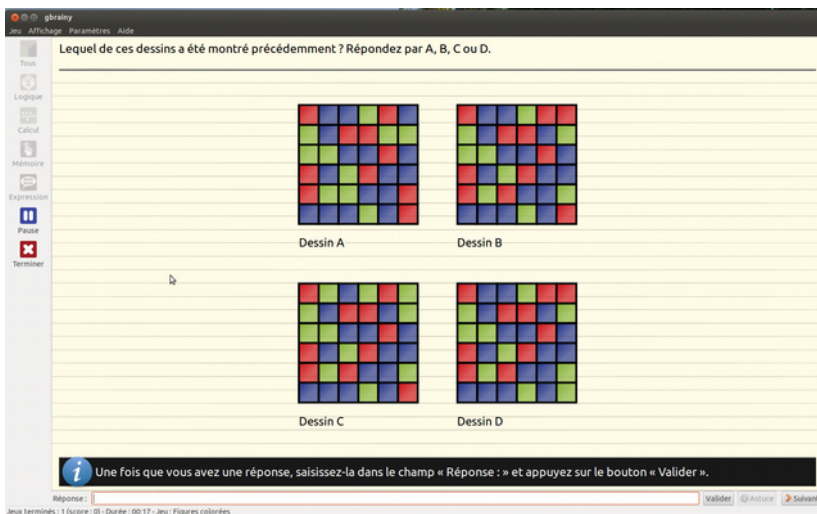 gbrainy
Jeu Affichage Paramètres Aide
Lequel de ces dessins a été montré précédemment ? Répondez par A, B, C ou D.
Tous
Logique
Calcul
Mémoire
Expression
Pause
Terminer
Dessin A
Dessin B
Dessin C
Dessin D
Une fois que vous avez une réponse, saisissez-la dans le champ « Réponse : » et appuyez sur le bouton « Valider ».
Réponse : Valider Astuce Suivant
Jeux terminés : 1 (score : 0) - Durée : 00:17 - Jeu : Figures colorées